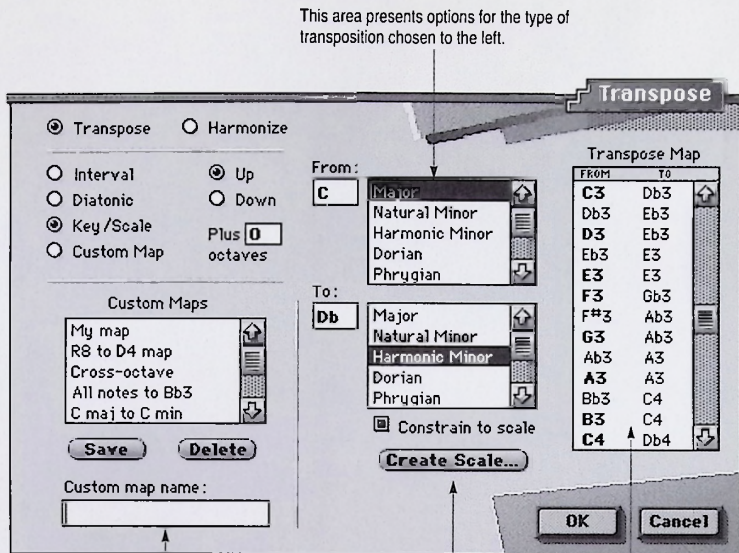 This area presents options for the type of
transposition chosen to the left.
Transpose
Transpose Harmonize
Interval Up
Diatonic Down
Key/Scale Plus 0
Custom Map octaves
Custom Maps
My map
R8 to D4 map
Cross-octave
All notes to Bb3
C maj to C min
Save Delete
Custom map name:
From:
C
Major
Natural Minor
Harmonic Minor
Dorian
Phrygian
To:
Db
Major
Natural Minor
Harmonic Minor
Dorian
Phrygian
Constrain to scale
Create Scale...
Transpose Map
FROM TO
C3 Db3
Db3 Eb3
D3 Eb3
Eb3 E3
E3 E3
F3 Gb3
F#3 Ab3
G3 Ab3
Ab3 A3
A3 A3
Bb3 C4
B3 C4
C4 Db4
OK Cancel